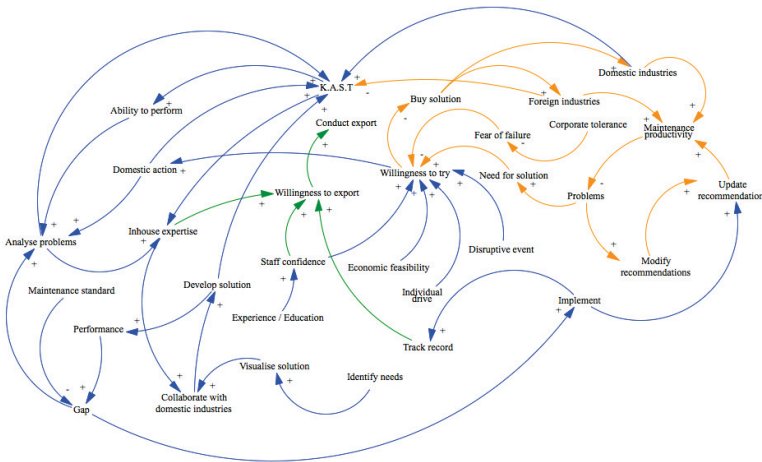 Domestic industries
K.A.S.T
Buy solution
Foreign industries
Ability to perform
Conduct export
Fear of failure
Corporate tolerance
Maintenance
productivity
Domestic action
Willingness to try
Need for solution
Willingness to export
Problems
Update
recommendation
Analyse problems
Inhouse expertise
Disruptive event
Staff confidence
Economic feasibility
Modify
recommendations
Maintenance standard
Develop solution
Individual
drive
Implement
Experience / Education
Performance
Track record
Visualise solution
Identify needs
Collaborate with
domestic industries
Gap